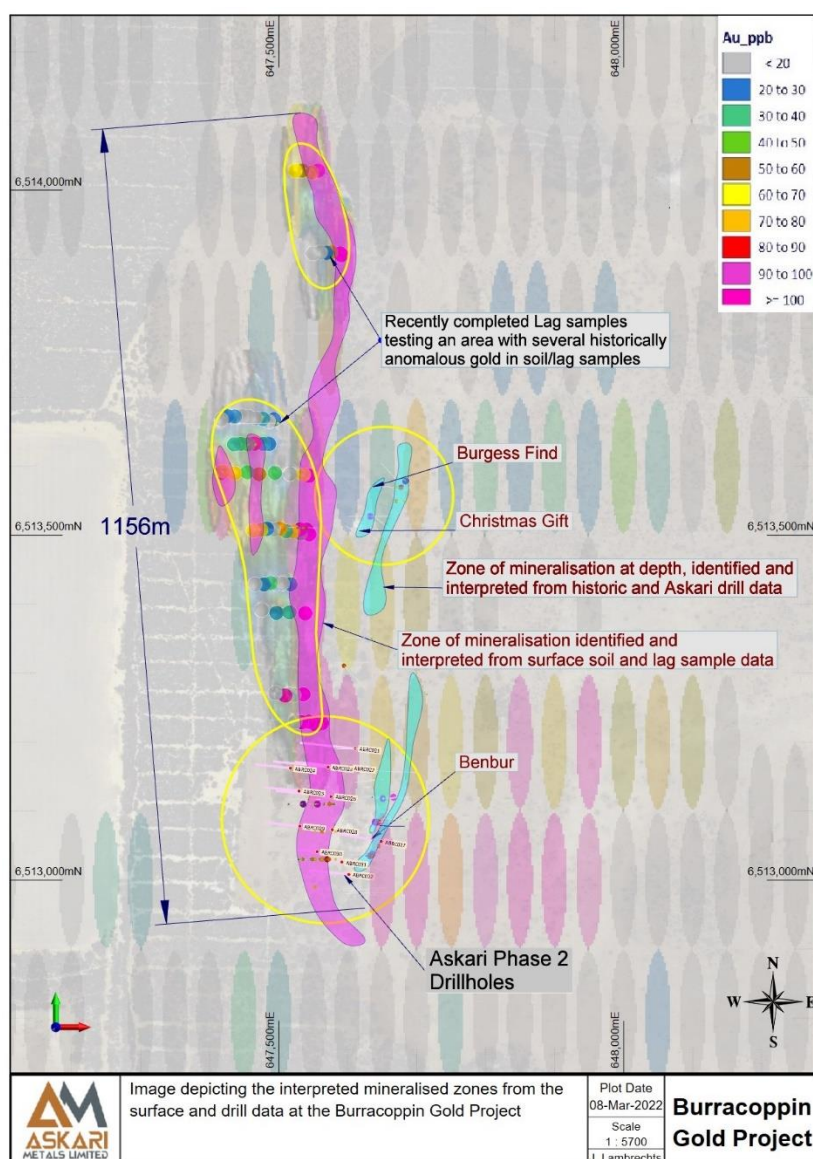 647,500mE
648,000mE
Au_ppb
< 20
20 to 30
30 to 40
40 to 50
50 to 60
60 to 70
70 to 80
80 to 90
90 to 100
>= 100
6,514,000mN
6,514,000mN
Recently completed Lag samples
testing an area with several historically
anomalous gold in soil/lag samples
Burgess Find
1156m
Christmas Gift
6,513,500mN
6,513,500mN
Zone of mineralisation at depth, identified and
interpreted from historic and Askari drill data
Zone of mineralisation identified and
interpreted from surface soil and lag sample
data
Benbur
6,513,000mN
6,513,000mN
Askari Phase 2
Drillholes
N
W
E
S
647,500mE
648,000mE
AM
ASKARI
METALS LIMITED
Image depicting the interpreted mineralised zones from the
surface and drill data at the Burracoppin Gold Project
Plot Date
08-Mar-2022
Scale
1 : 5700
J. Lambrechts
Burracoppin
Gold Project